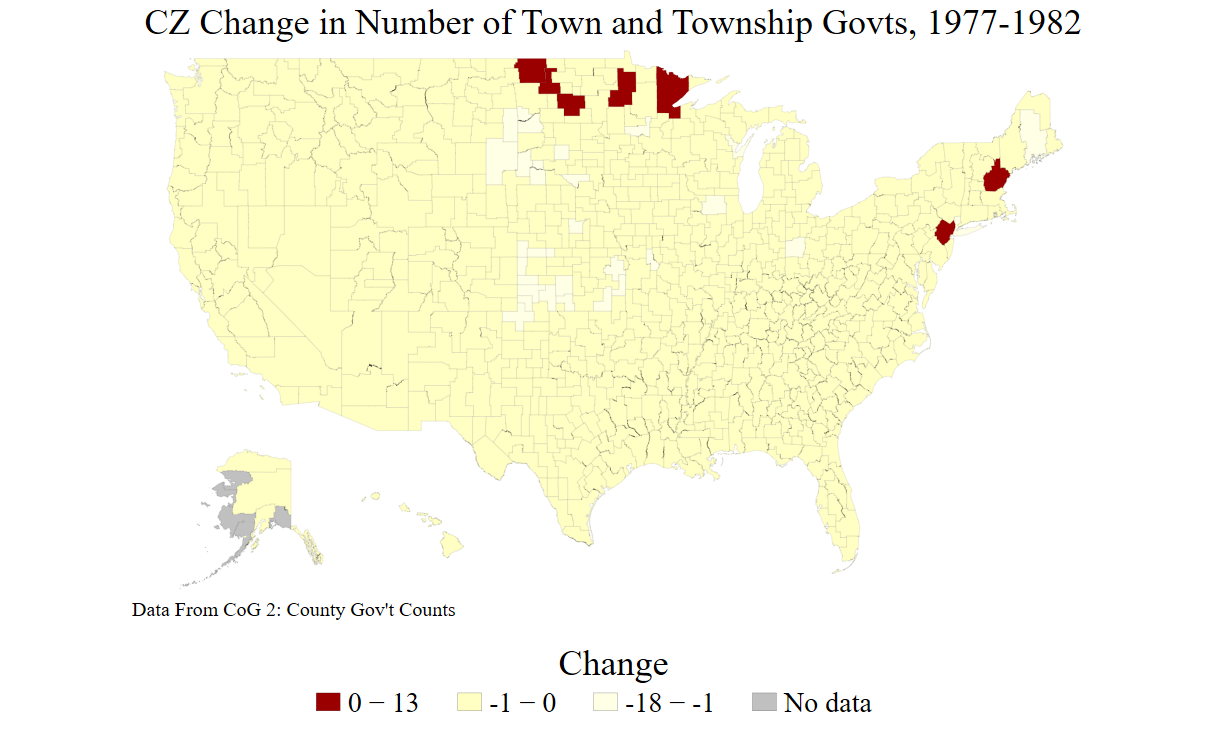 CZ Change in Number of Town and Township Govts, 1977-1982
Data From CoG 2: County Gov't Counts
Change
0 − 13 -1 − 0 -18 − -1 No data